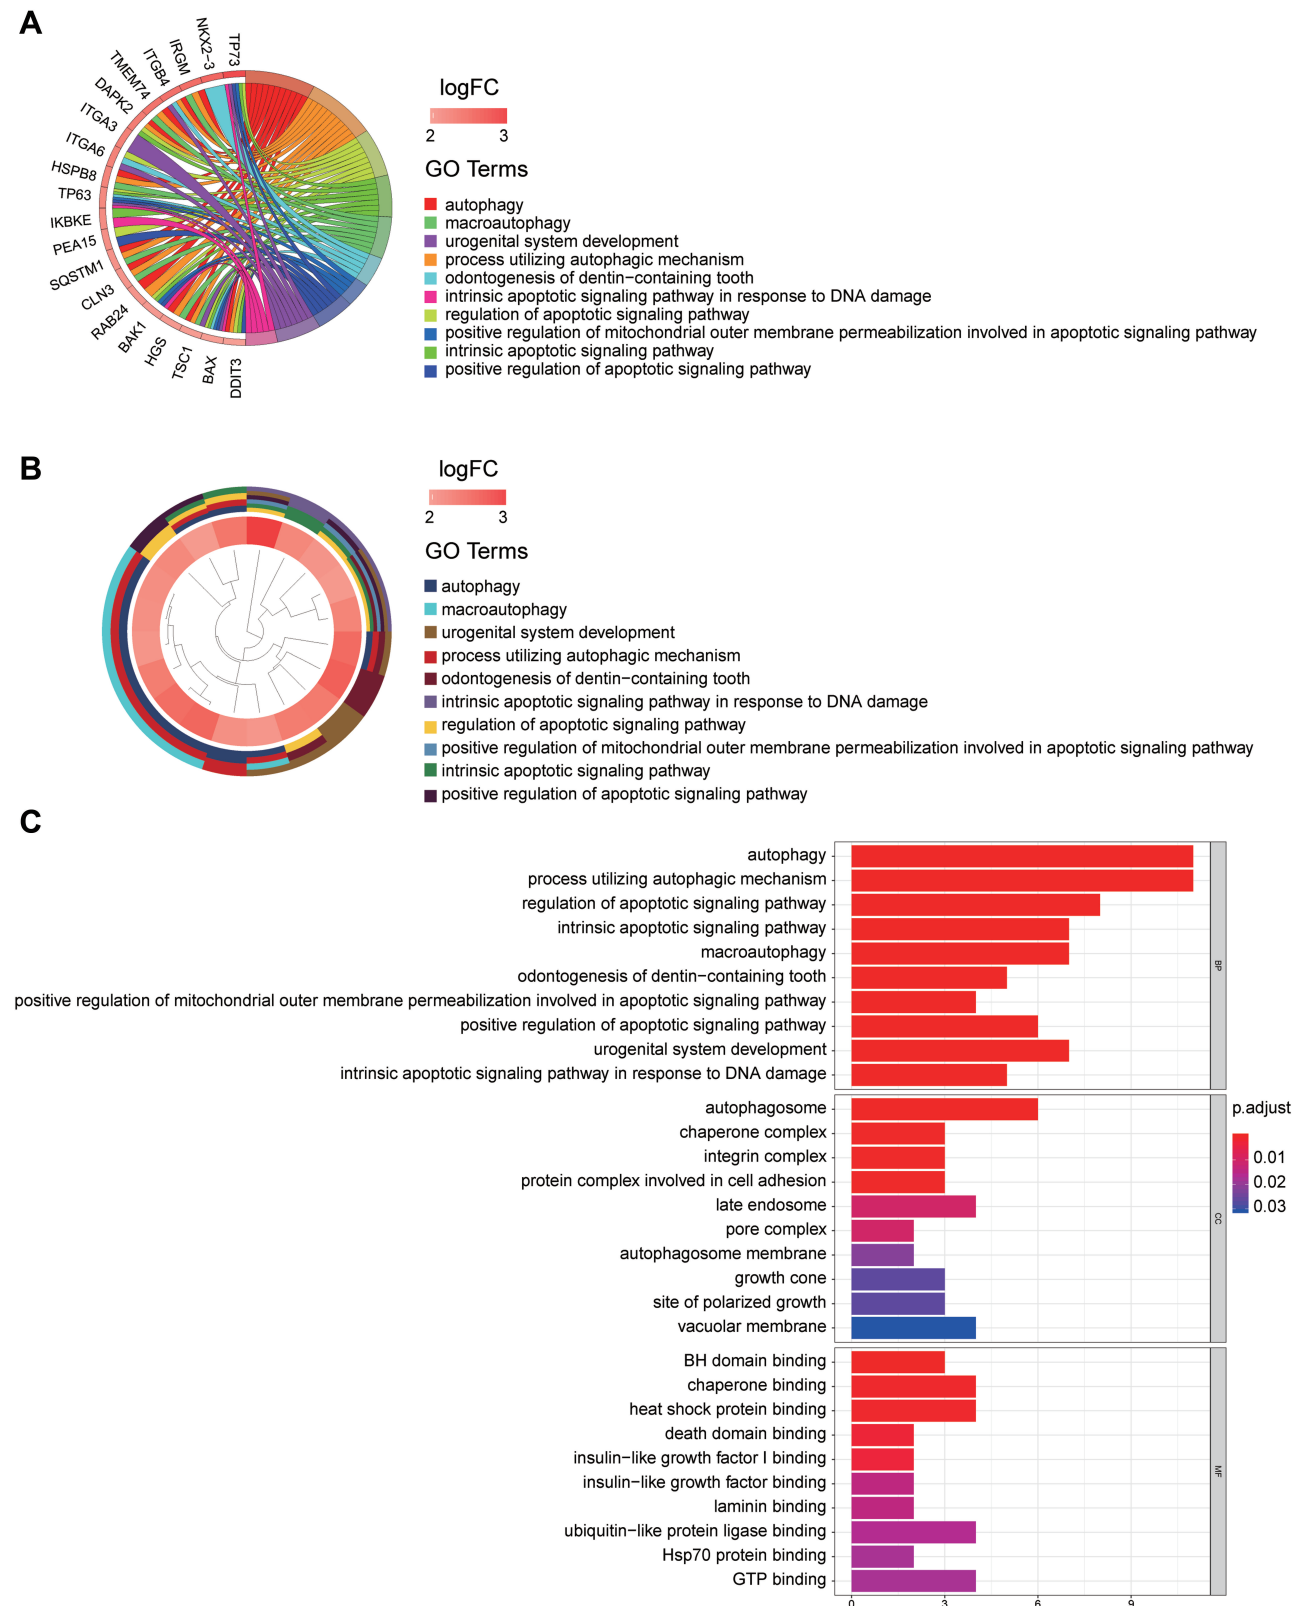 A
TP73
NKX2−3
IRGM
ITGB4
TMEM74
DAPK2
ITGA3
ITGA6
HSPB8
TP63
IKBKE
PEA15
SQSTM1
CLN3
RAB24
BAK1
HGS
TSC1
BAX
DDIT3
logFC
2 3
GO Terms
autophagy
macroautophagy
urogenital system development
process utilizing autophagic mechanism
odontogenesis of dentin−containing tooth
intrinsic apoptotic signaling pathway in response to DNA damage
regulation of apoptotic signaling pathway
positive regulation of mitochondrial outer membrane permeabilization involved in apoptotic signaling pathway
intrinsic apoptotic signaling pathway
positive regulation of apoptotic signaling pathway
B
logFC
2 3
GO Terms
autophagy
macroautophagy
urogenital system development
process utilizing autophagic mechanism
odontogenesis of dentin−containing tooth
intrinsic apoptotic signaling pathway in response to DNA damage
regulation of apoptotic signaling pathway
positive regulation of mitochondrial outer membrane permeabilization involved in apoptotic signaling pathway
intrinsic apoptotic signaling pathway
positive regulation of apoptotic signaling pathway
C
autophagy
process utilizing autophagic mechanism
regulation of apoptotic signaling pathway
intrinsic apoptotic signaling pathway
macroautophagy
odontogenesis of dentin−containing tooth
positive regulation of mitochondrial outer membrane permeabilization involved in apoptotic signaling pathway
positive regulation of apoptotic signaling pathway
urogenital system development
intrinsic apoptotic signaling pathway in response to DNA damage
BP
autophagosome
chaperone complex
integrin complex
protein complex involved in cell adhesion
late endosome
pore complex
autophagosome membrane
growth cone
site of polarized growth
vacuolar membrane
CC
p.adjust
0.01
0.02
0.03
BH domain binding
chaperone binding
heat shock protein binding
death domain binding
insulin−like growth factor I binding
insulin−like growth factor binding
laminin binding
ubiquitin−like protein ligase binding
Hsp70 protein binding
GTP binding
MF
0 3 6 9